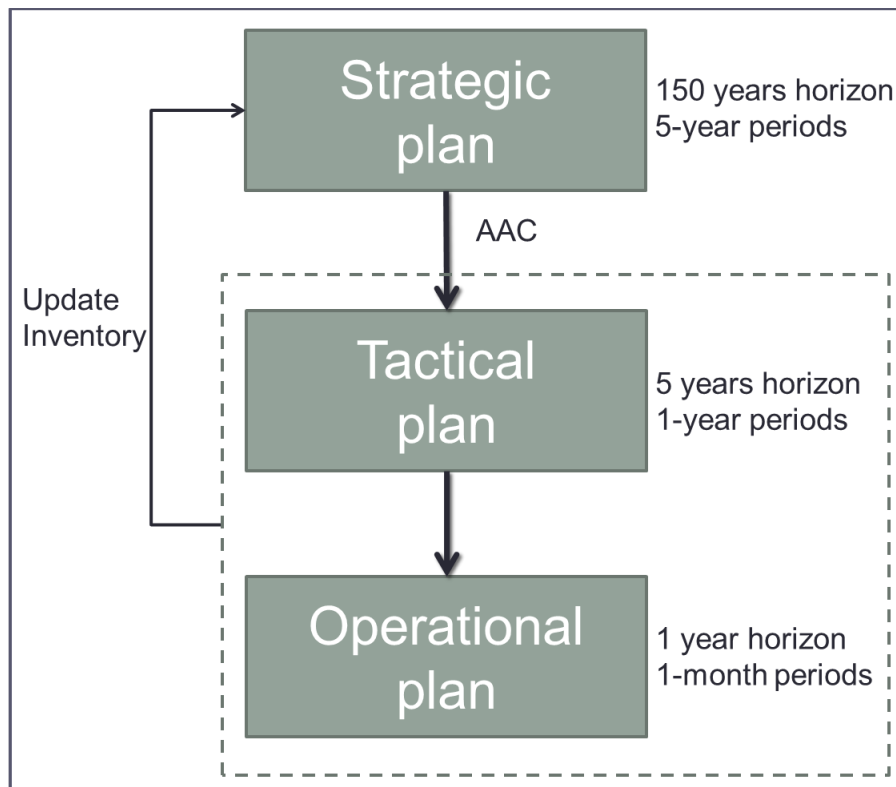 Strategic
plan
150 years horizon
5-year periods
AAC
Update
Inventory
Tactical
plan
5 years horizon
1-year periods
Operational
plan
1 year horizon
1-month periods